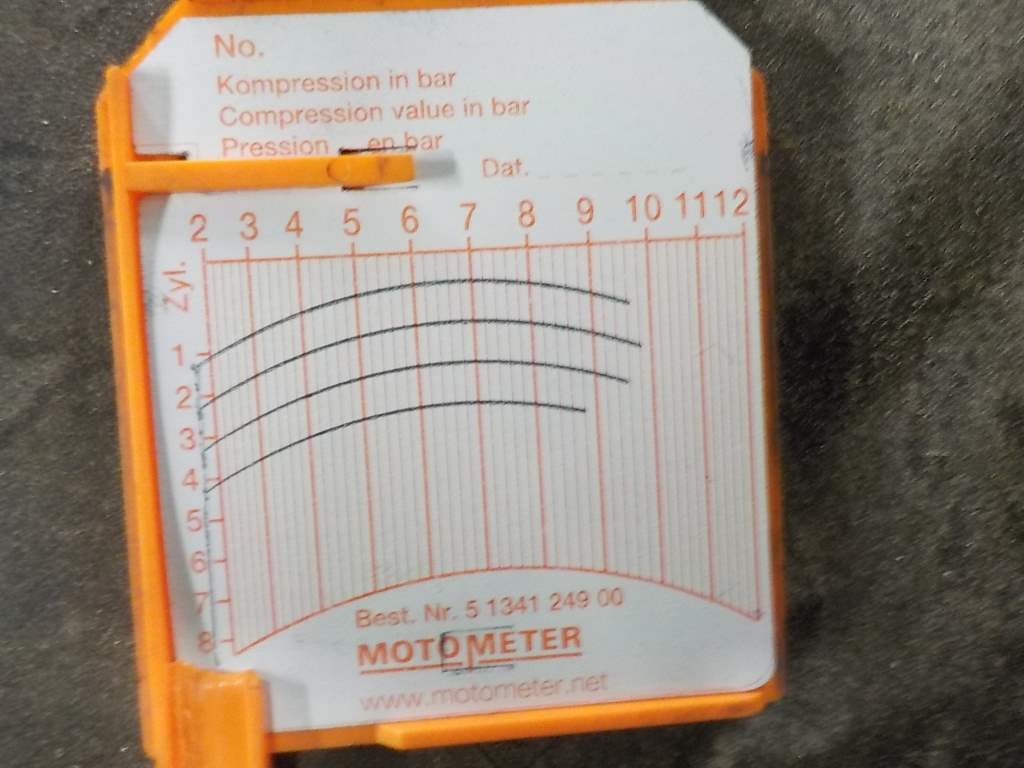 No.
Kompression in bar
Compression value in bar
Pression en bar
Dat.
2 3 4 5 6 7 8 9 10 11 12
Zyl.
1
2
3
4
5
6
7
8
Best. Nr. 5 1341 249 00
MOTOMETER
www.motometer.net